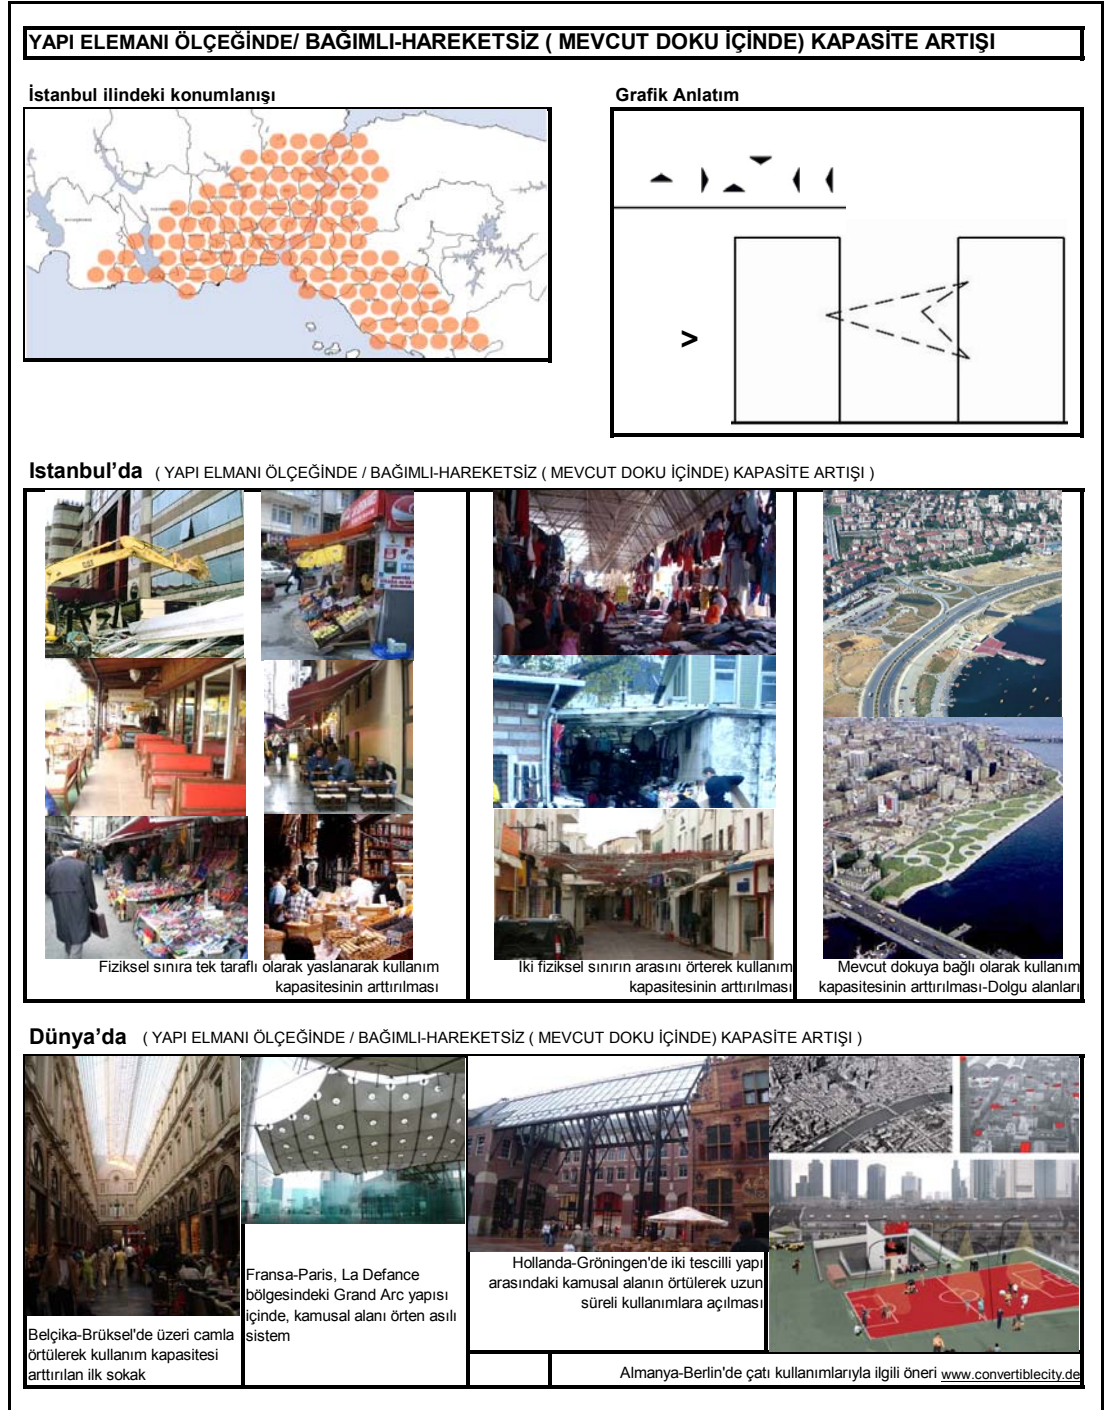 YAPI ELEMANI ÖLÇEĞİNDE/ BAĞIMLI-HAREKETSİZ ( MEVCUT DOKU İÇİNDE) KAPASİTE ARTIŞI
İstanbul ilindeki konumlanışı
Grafik Anlatım
>
Istanbul'da ( YAPI ELMANI ÖLÇEĞİNDE / BAĞIMLI-HAREKETSİZ ( MEVCUT DOKU İÇİNDE) KAPASİTE ARTIŞI )
Fiziksel sınıra tek taraflı olarak yaslanarak kullanım
kapasitesinin arttırılması
Iki fiziksel sınırın arasını örterek kullanım
kapasitesinin arttırılması
Mevcut dokuya bağlı olarak kullanım
kapasitesinin arttırılması-Dolgu alanları
Dünya'da ( YAPI ELMANI ÖLÇEĞİNDE / BAĞIMLI-HAREKETSİZ ( MEVCUT DOKU İÇİNDE) KAPASİTE ARTIŞI )
Belçika-Brüksel'de üzeri camla
örtülerek kullanım kapasitesi
arttırılan ilk sokak
Fransa-Paris, La Defance
bölgesindeki Grand Arc yapısı
içinde, kamusal alanı örten asılı
sistem
Hollanda-Gröningen'de iki tescilli yapı
arasındaki kamusal alanın örtülerek uzun
süreli kullanımlara açılması
Almanya-Berlin'de çatı kullanımlarıyla ilgili öneri www.convertiblecity.de